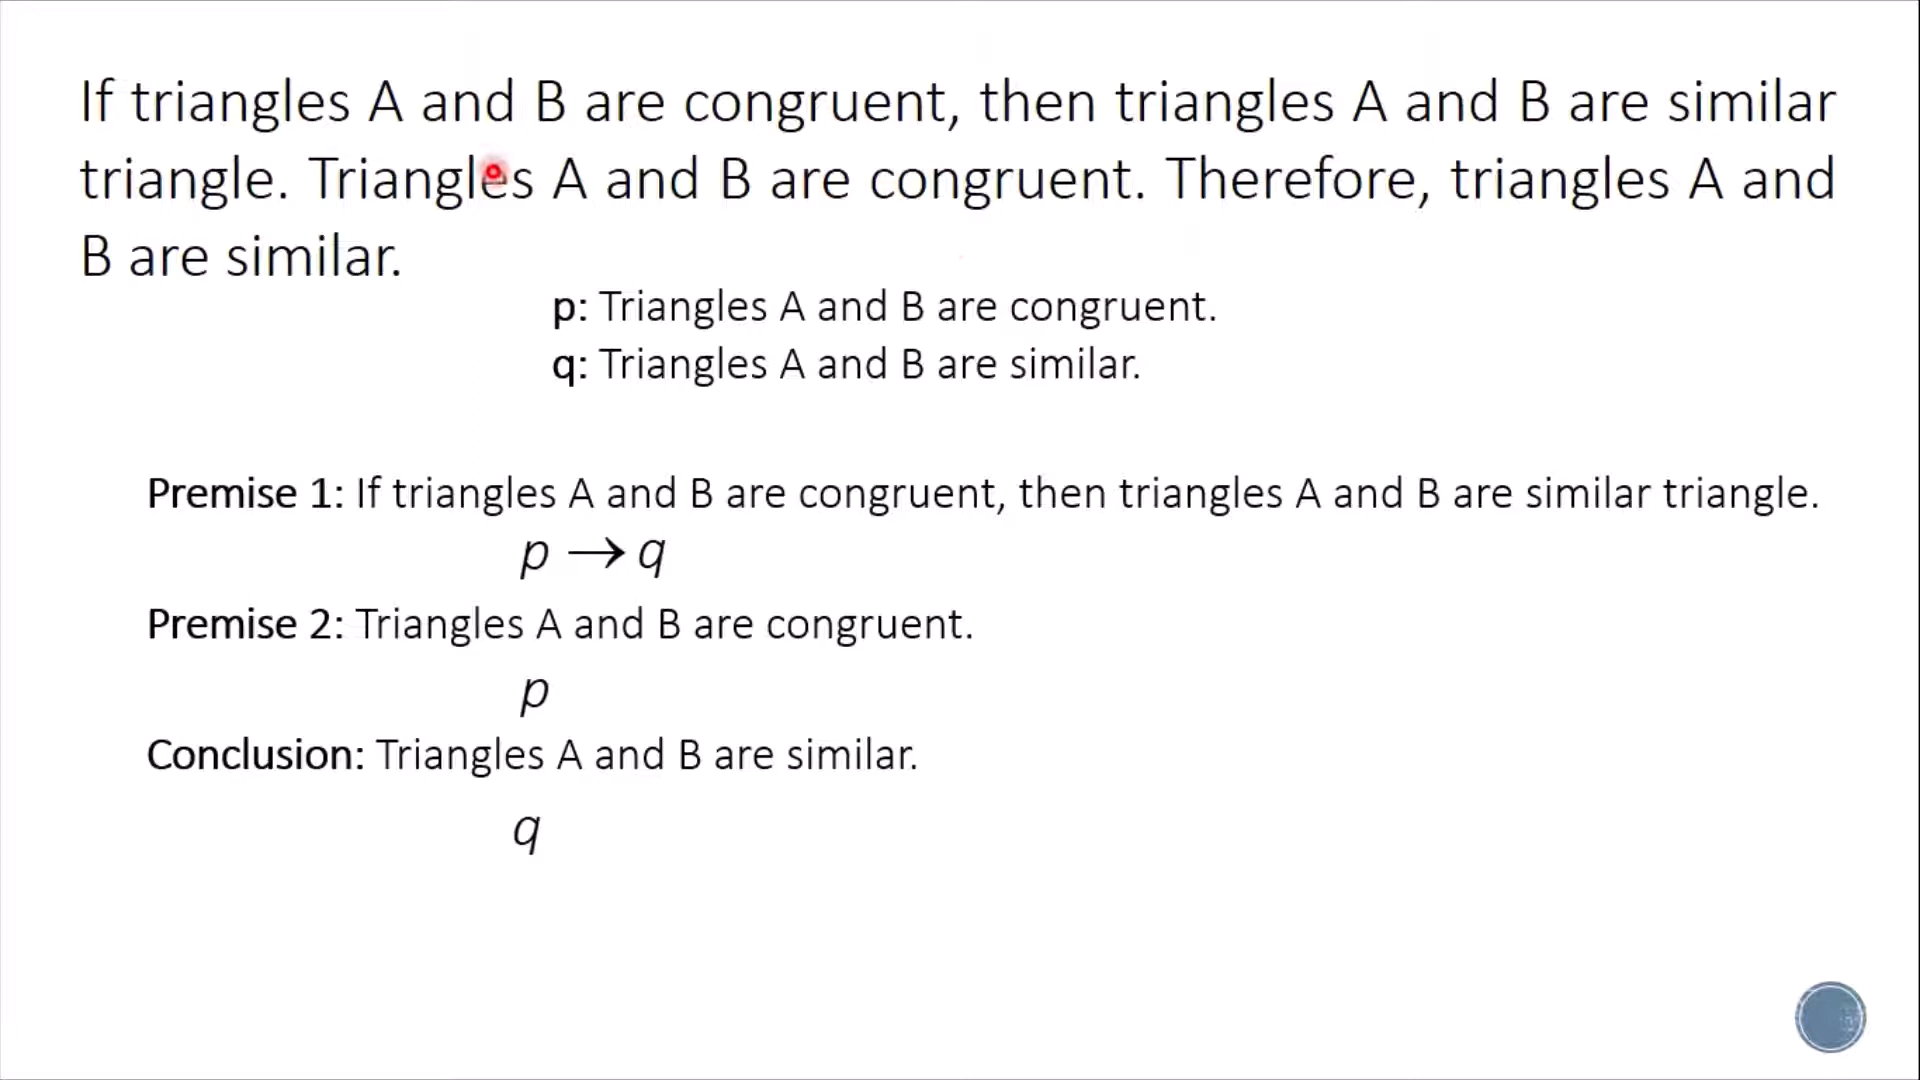 If triangles A and B are congruent, then triangles A and B are similar
triangle. Triangles A and B are congruent. Therefore, triangles A and
B are similar.
p: Triangles A and B are congruent.
q: Triangles A and B are similar.
Premise 1: If triangles A and B are congruent, then triangles A and B are similar triangle.
p → q
Premise 2: Triangles A and B are congruent.
p
Conclusion: Triangles A and B are similar.
q